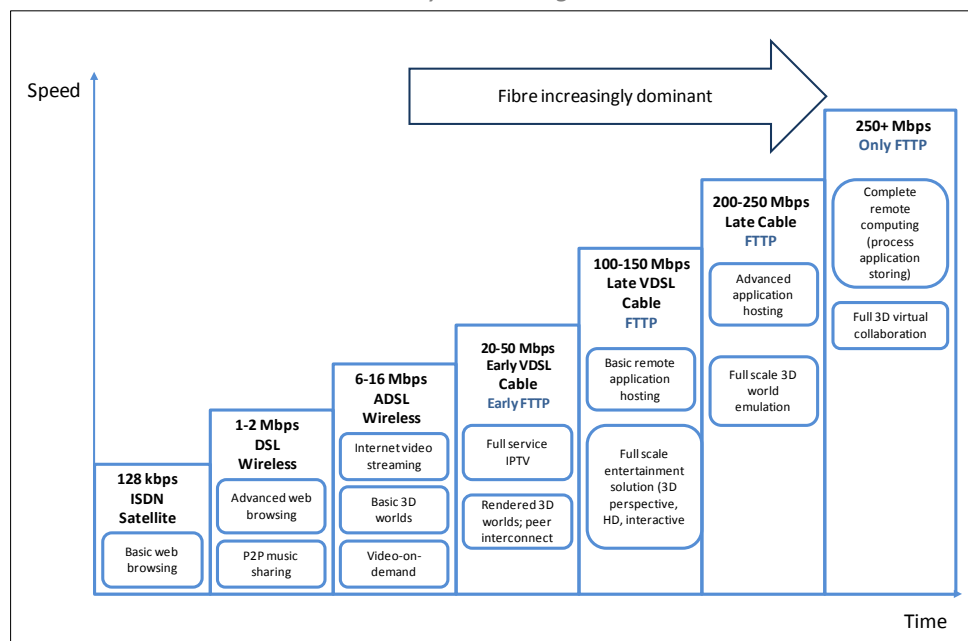 Speed
Fibre increasingly dominant
128 kbps
ISDN
Satellite
Basic web
browsing
1-2 Mbps
DSL
Wireless
Advanced web
browsing
P2P music
sharing
6-16 Mbps
ADSL
Wireless
Internet video
streaming
Basic 3D
worlds
Video-on-
demand
20-50 Mbps
Early VDSL
Cable
Early FTTP
Full service
IPTV
Rendered 3D
worlds; peer
interconnect
100-150 Mbps
Late VDSL
Cable
FTTP
Basic remote
application
hosting
Full scale
entertainment
solution (3D
perspective,
HD, interactive
200-250 Mbps
Late Cable
FTTP
Advanced
application
hosting
Full scale 3D
world
emulation
250+ Mbps
Only FTTP
Complete
remote
computing
(process
application
storing)
Full 3D virtual
collaboration
Time